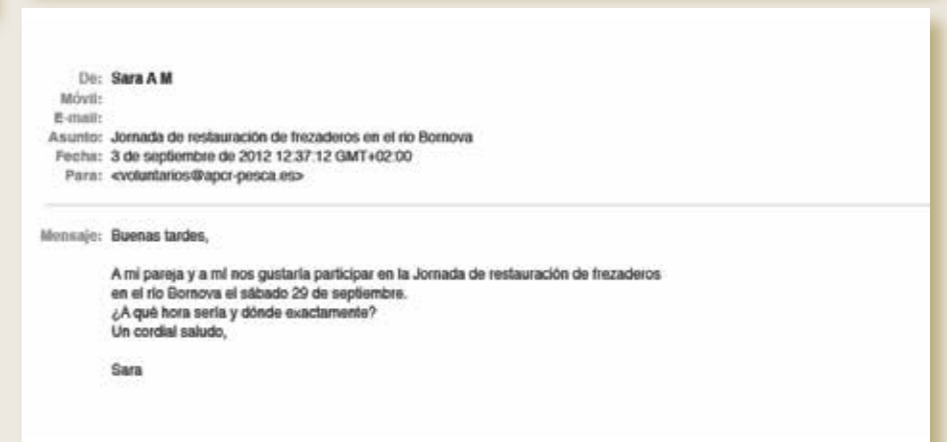 De: Sara A M
Móvil:
E-mail:
Asunto: Jornada de restauración de frezaderos en el río Bornova
Fecha: 3 de septiembre de 2012 12:37:12 GMT+02:00
Para: <voluntarios@apcr-pesca.es>
Mensaje: Buenas tardes,
A mi pareja y a mí nos gustaría participar en la Jornada de restauración de frezaderos
en el río Bornova el sábado 29 de septiembre.
¿A qué hora sería y dónde exactamente?
Un cordial saludo,
Sara